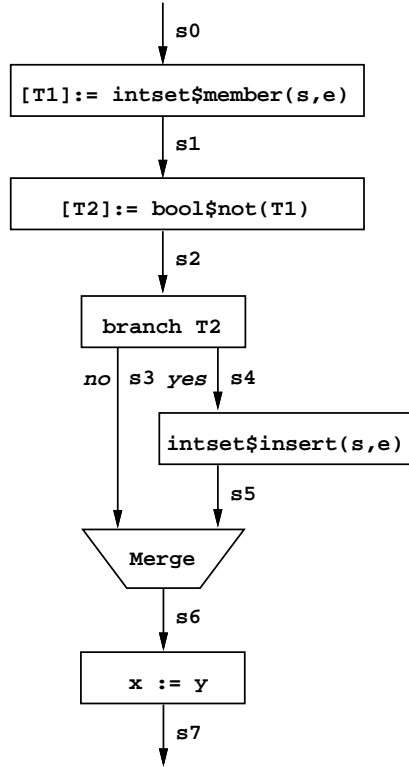 s0
[T1]:= intset$member(s,e)
s1
[T2]:= bool$not(T1)
s2
branch T2
no s3 yes s4
intset$insert(s,e)
s5
Merge
s6
x := y
s7